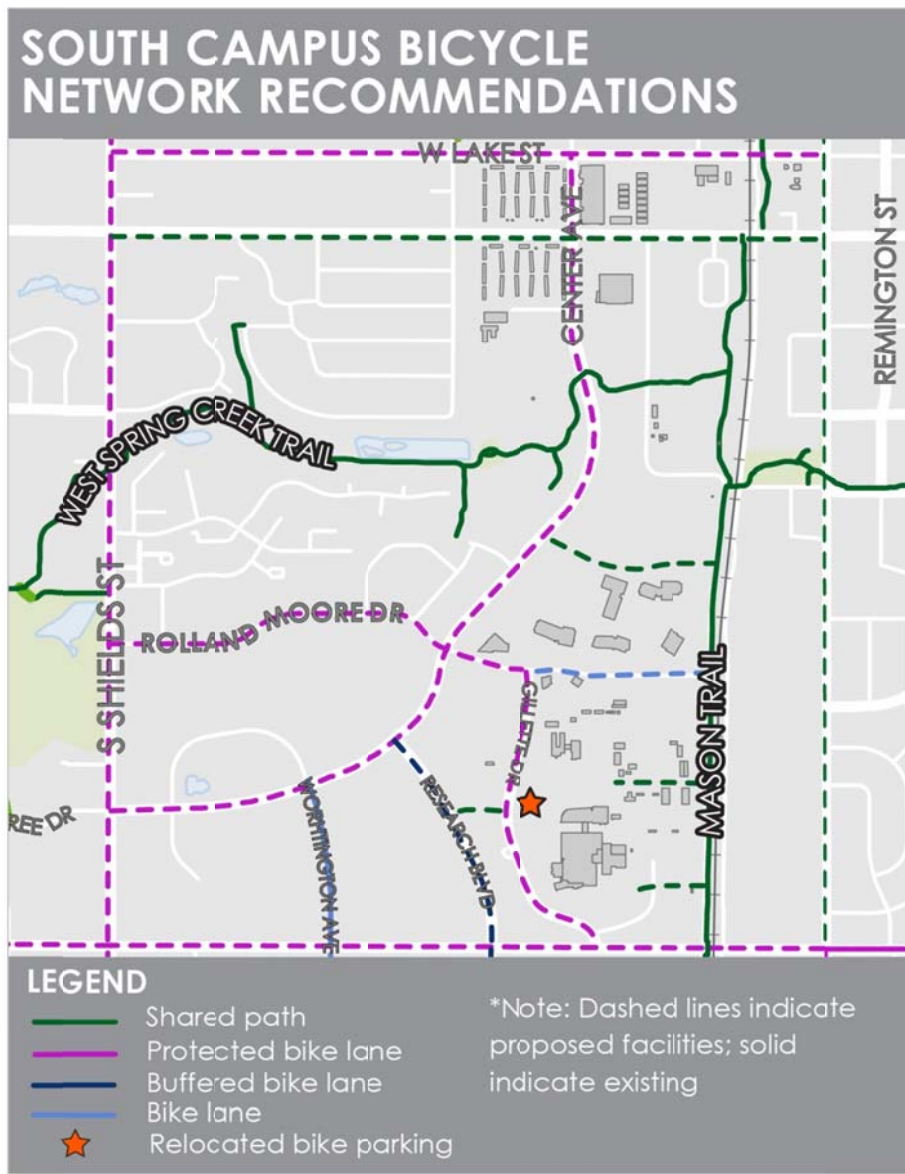 SOUTH CAMPUS BICYCLE
NETWORK RECOMMENDATIONS
W LAKE ST
CENTER AVE
REMINGTON ST
WEST SPRING CREEK TRAIL
S SHIELDS ST
ROLLAND MOORE DR
GILLETTE DR
MASON TRAIL
WORHTINGTON AVE
RESEARCH BLVD
REE DR
LEGEND
Shared path
Protected bike lane
Buffered bike lane
Bike lane
Relocated bike parking
*Note: Dashed lines indicate
proposed facilities; solid
indicate existing